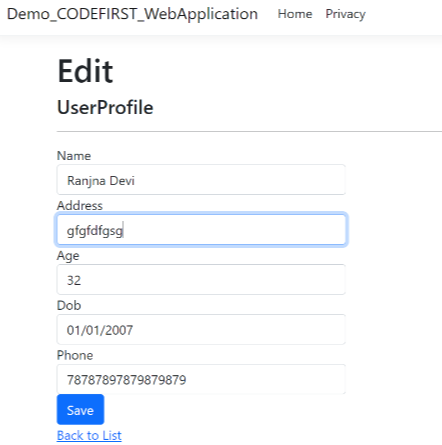 Demo_CODEFIRST_WebApplication Home Privacy
Edit
UserProfile
Name
Ranjna Devi
Address
gfgfdfgsg
Age
32
Dob
01/01/2007
Phone
78787897879879879
Save
Back to List